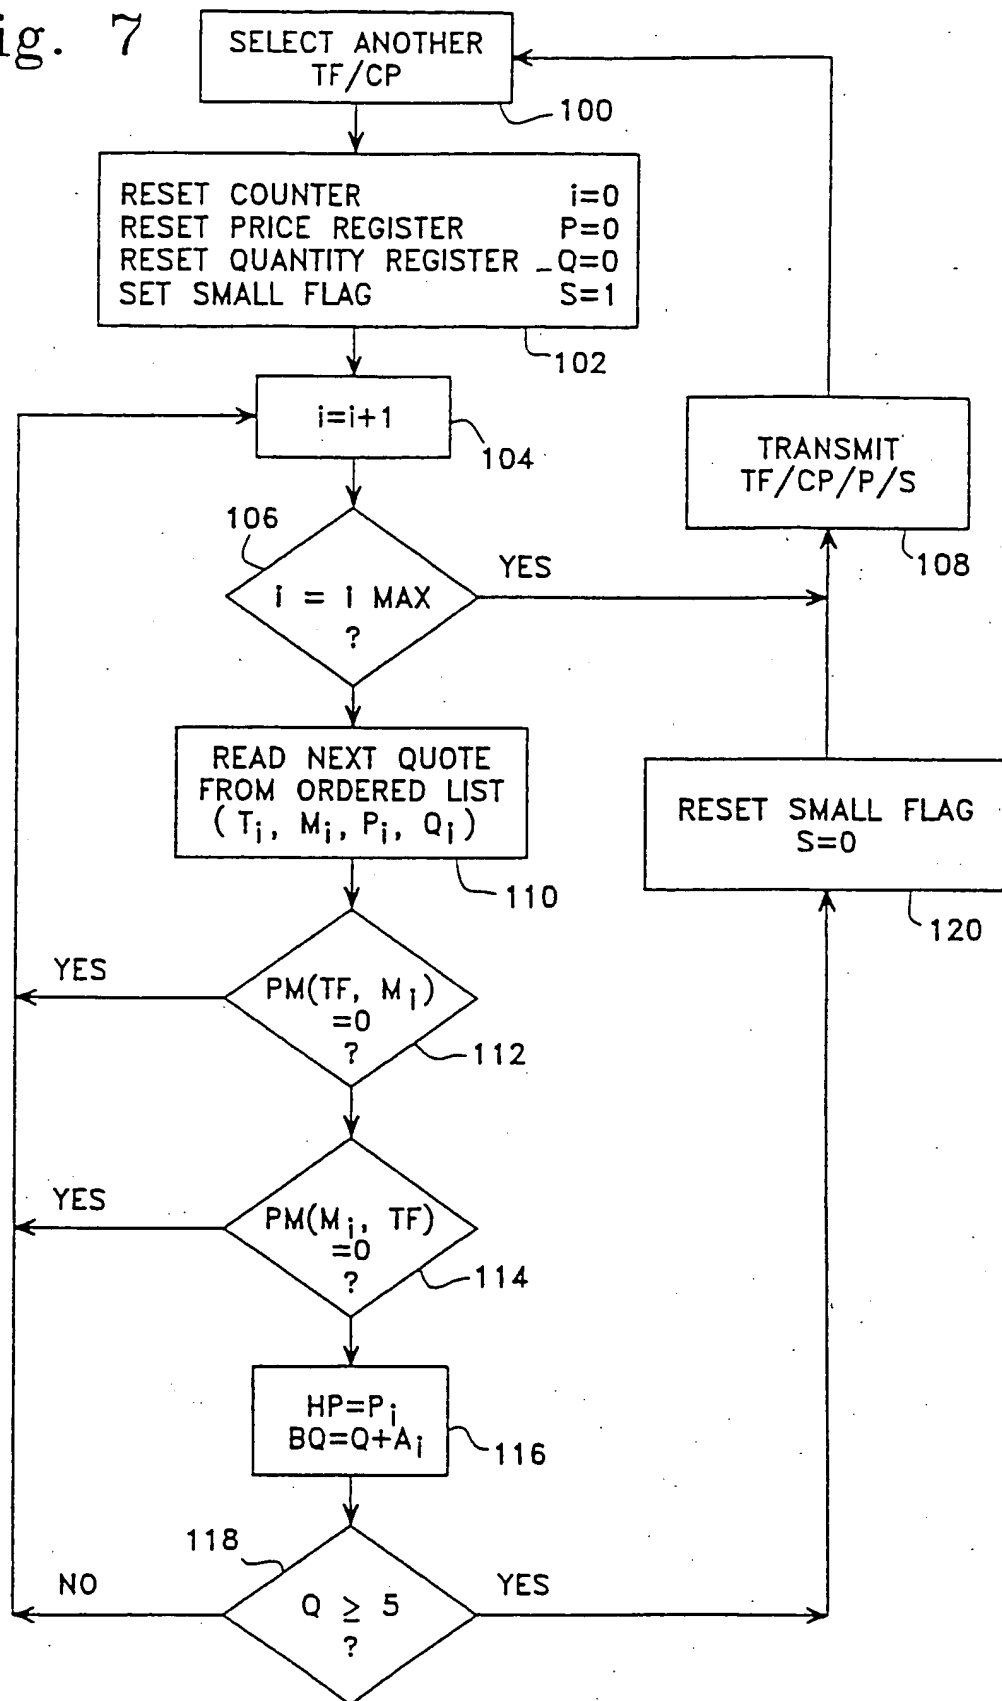 ig. 7
SELECT ANOTHER
TF/CP
100
RESET COUNTER i=0
RESET PRICE REGISTER P=0
RESET QUANTITY REGISTER Q=0
SET SMALL FLAG S=1
102
i=i+1
104
106
i = i MAX
?
YES
TRANSMIT
TF/CP/P/S
108
READ NEXT QUOTE
FROM ORDERED LIST
( Ti, Mi, Pi, Qi )
110
RESET SMALL FLAG
S=0
120
YES
PM(TF, Mi)
=0
?
112
YES
PM(Mi, TF)
=0
?
114
HP=Pi
BQ=Q+Ai
116
118
NO
Q ≥ 5
?
YES